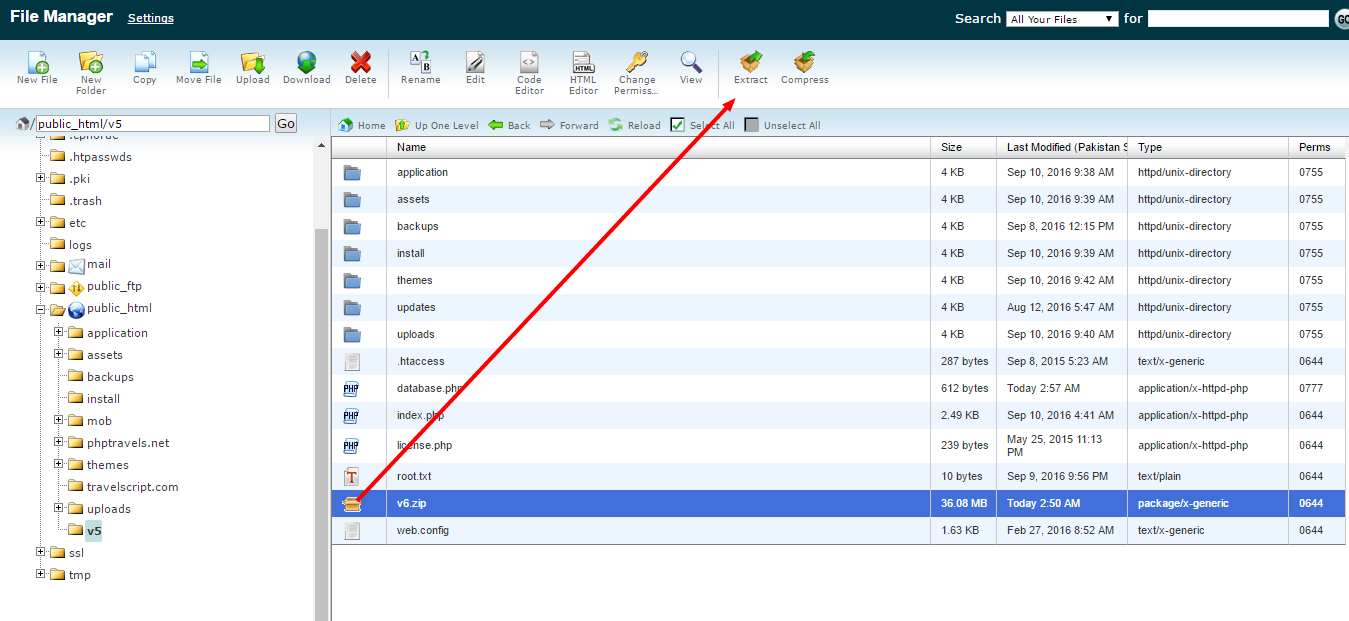 File Manager Settings Search All Your Files for GO
New File New Folder Copy Move File Upload Download Delete Rename Edit Code Editor HTML Editor Change Permiss... View Extract Compress
/ public_html/v5 Go
Home Up One Level Back Forward Reload Select All Unselect All
.cphorde
.htpasswds
.pki
.trash
etc
logs
mail
public_ftp
public_html
application
assets
backups
install
mob
phptravels.net
themes
travelscript.com
uploads
v5
ssl
tmp
Name Size Last Modified (Pakistan S Type Perms
application 4 KB Sep 10, 2016 9:38 AM httpd/unix-directory 0755
assets 4 KB Sep 10, 2016 9:39 AM httpd/unix-directory 0755
backups 4 KB Sep 8, 2016 12:15 PM httpd/unix-directory 0755
install 4 KB Sep 10, 2016 9:39 AM httpd/unix-directory 0755
themes 4 KB Sep 10, 2016 9:42 AM httpd/unix-directory 0755
updates 4 KB Aug 12, 2016 5:47 AM httpd/unix-directory 0755
uploads 4 KB Sep 10, 2016 9:40 AM httpd/unix-directory 0755
.htaccess 287 bytes Sep 8, 2015 5:23 AM text/x-generic 0644
PHP database.php 612 bytes Today 2:57 AM application/x-httpd-php 0777
PHP index.php 2.49 KB Sep 10, 2016 4:41 AM application/x-httpd-php 0644
PHP license.php 239 bytes May 25, 2015 11:13 PM application/x-httpd-php 0644
T root.txt 10 bytes Sep 9, 2016 9:56 PM text/plain 0644
v6.zip 36.08 MB Today 2:50 AM package/x-generic 0644
web.config 1.63 KB Feb 27, 2016 8:52 AM text/x-generic 0644